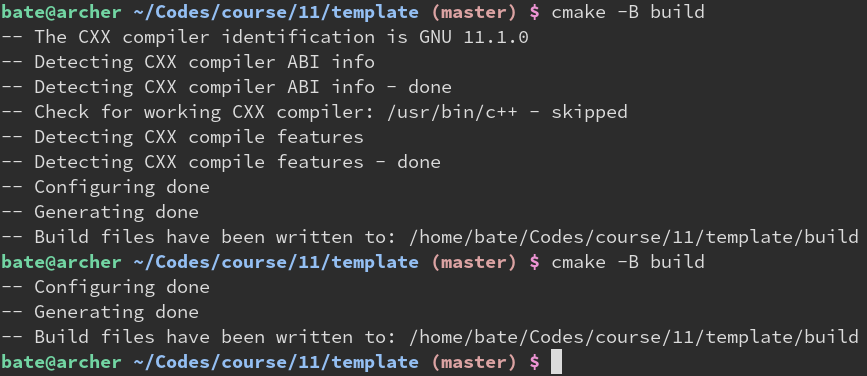 bate@archer ~/Codes/course/11/template (master) $ cmake -B build
-- The CXX compiler identification is GNU 11.1.0
-- Detecting CXX compiler ABI info
-- Detecting CXX compiler ABI info - done
-- Check for working CXX compiler: /usr/bin/c++ - skipped
-- Detecting CXX compile features
-- Detecting CXX compile features - done
-- Configuring done
-- Generating done
-- Build files have been written to: /home/bate/Codes/course/11/template/build
bate@archer ~/Codes/course/11/template (master) $ cmake -B build
-- Configuring done
-- Generating done
-- Build files have been written to: /home/bate/Codes/course/11/template/build
bate@archer ~/Codes/course/11/template (master) $